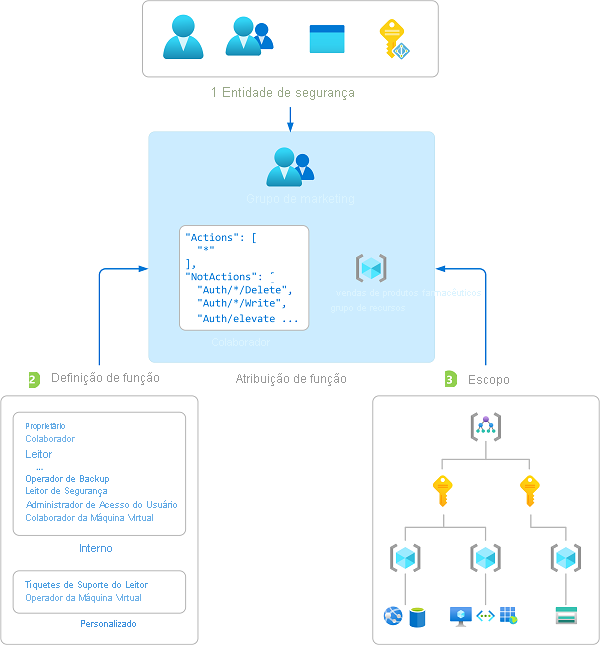 1 Entidade de segurança
Grupo de marketing
"Actions": [
"*"
],
"NotActions": [
"Auth/*/Delete",
"Auth/*/Write",
"Auth/elevate ...
Colaborador
vendas de produtos farmacêuticos
grupo de recursos
2 Definição de função
Atribuição de função
3 Escopo
Proprietário
Colaborador
Leitor
...
Operador de Backup
Leitor de Segurança
Administrador de Acesso do Usuário
Colaborador da Máquina Virtual
Interno
Tíquetes de Suporte do Leitor
Operador da Máquina Virtual
Personalizado